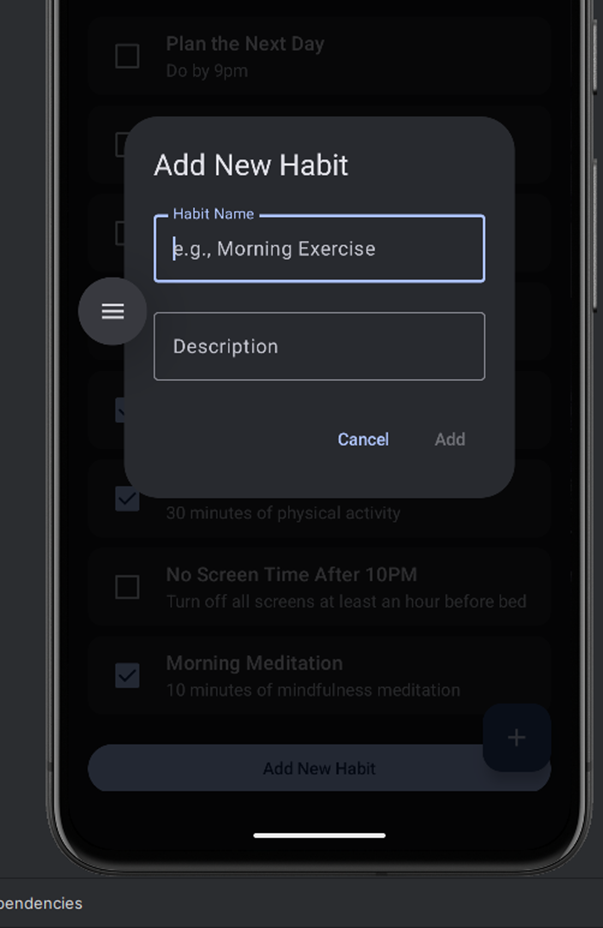 Plan the Next Day
Do by 9pm
Add New Habit
Habit Name
e.g., Morning Exercise
Description
Cancel
Add
30 minutes of physical activity
No Screen Time After 10PM
Turn off all screens at least an hour before bed
Morning Meditation
10 minutes of mindfulness meditation
Add New Habit
pendencies